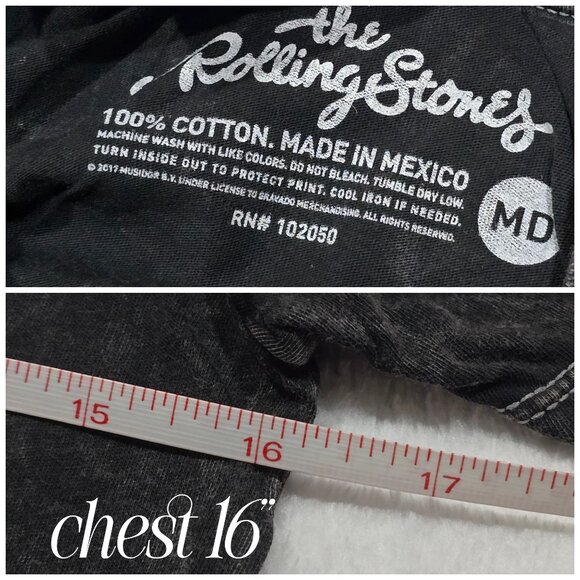 the
Rolling Stones
100% COTTON. MADE IN MEXICO
MACHINE WASH WITH LIKE COLORS. DO NOT BLEACH. TUMBLE DRY LOW.
TURN INSIDE OUT TO PROTECT PRINT. COOL IRON IF NEEDED.
© 2017 MUSIDOR B.V. UNDER LICENSE TO BRAVADO MERCHANDISING. ALL RIGHTS RESERVED.
RN# 102050
MD
15
16
17
chest 16"